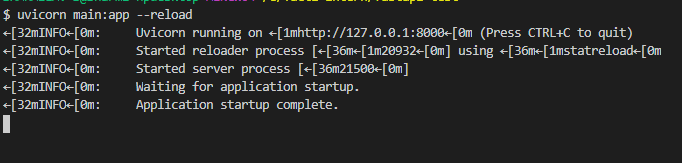 $ uvicorn main:app --reload
←[32mINFO←[0m:     Uvicorn running on ←[1mhttp://127.0.0.1:8000←[0m (Press CTRL+C to quit)
←[32mINFO←[0m:     Started reloader process [←[36m←[1m20932←[0m] using ←[36m←[1mstatreload←[0m
←[32mINFO←[0m:     Started server process [←[36m21500←[0m]
←[32mINFO←[0m:     Waiting for application startup.
←[32mINFO←[0m:     Application startup complete.